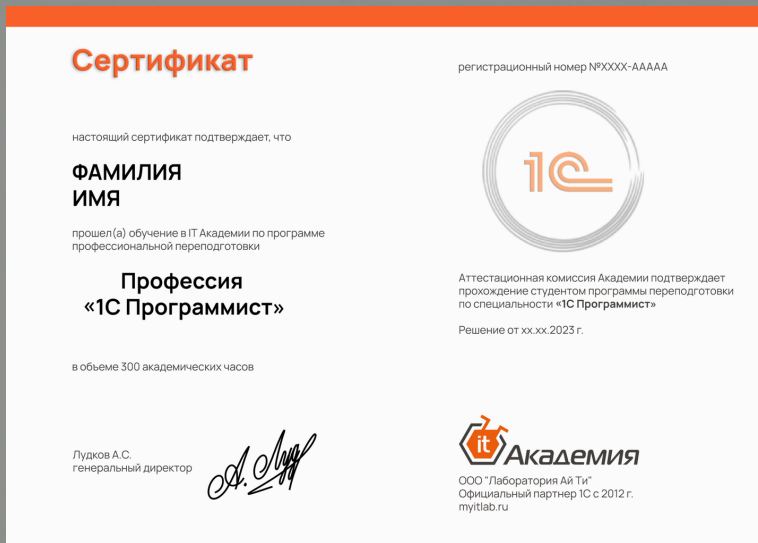 Сертификат
регистрационный номер №XXXX-AAAAA
настоящий сертификат подтверждает, что
ФАМИЛИЯ
ИМЯ
прошел(а) обучение в IT Академии по программе
профессиональной переподготовки
Профессия
«1С Программист»
в объеме 300 академических часов
Лудков А.С.
генеральный директор
А. Луд
1С
Аттестационная комиссия Академии подтверждает
прохождение студентом программы переподготовки
по специальности «1С Программист»
Решение от хх.хх.2023 г.
it Академия
ООО "Лаборатория Ай Ти"
Официальный партнер 1С с 2012 г.
myitlab.ru